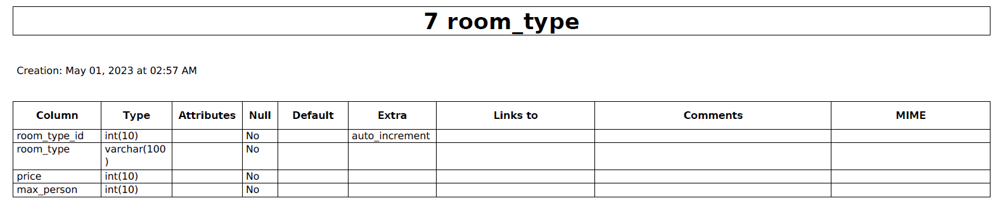 7 room_type
Creation: May 01, 2023 at 02:57 AM
Column Type Attributes Null Default Extra Links to Comments MIME
room_type_id int(10) No auto_increment
room_type varchar(100 No
)
price int(10) No
max_person int(10) No